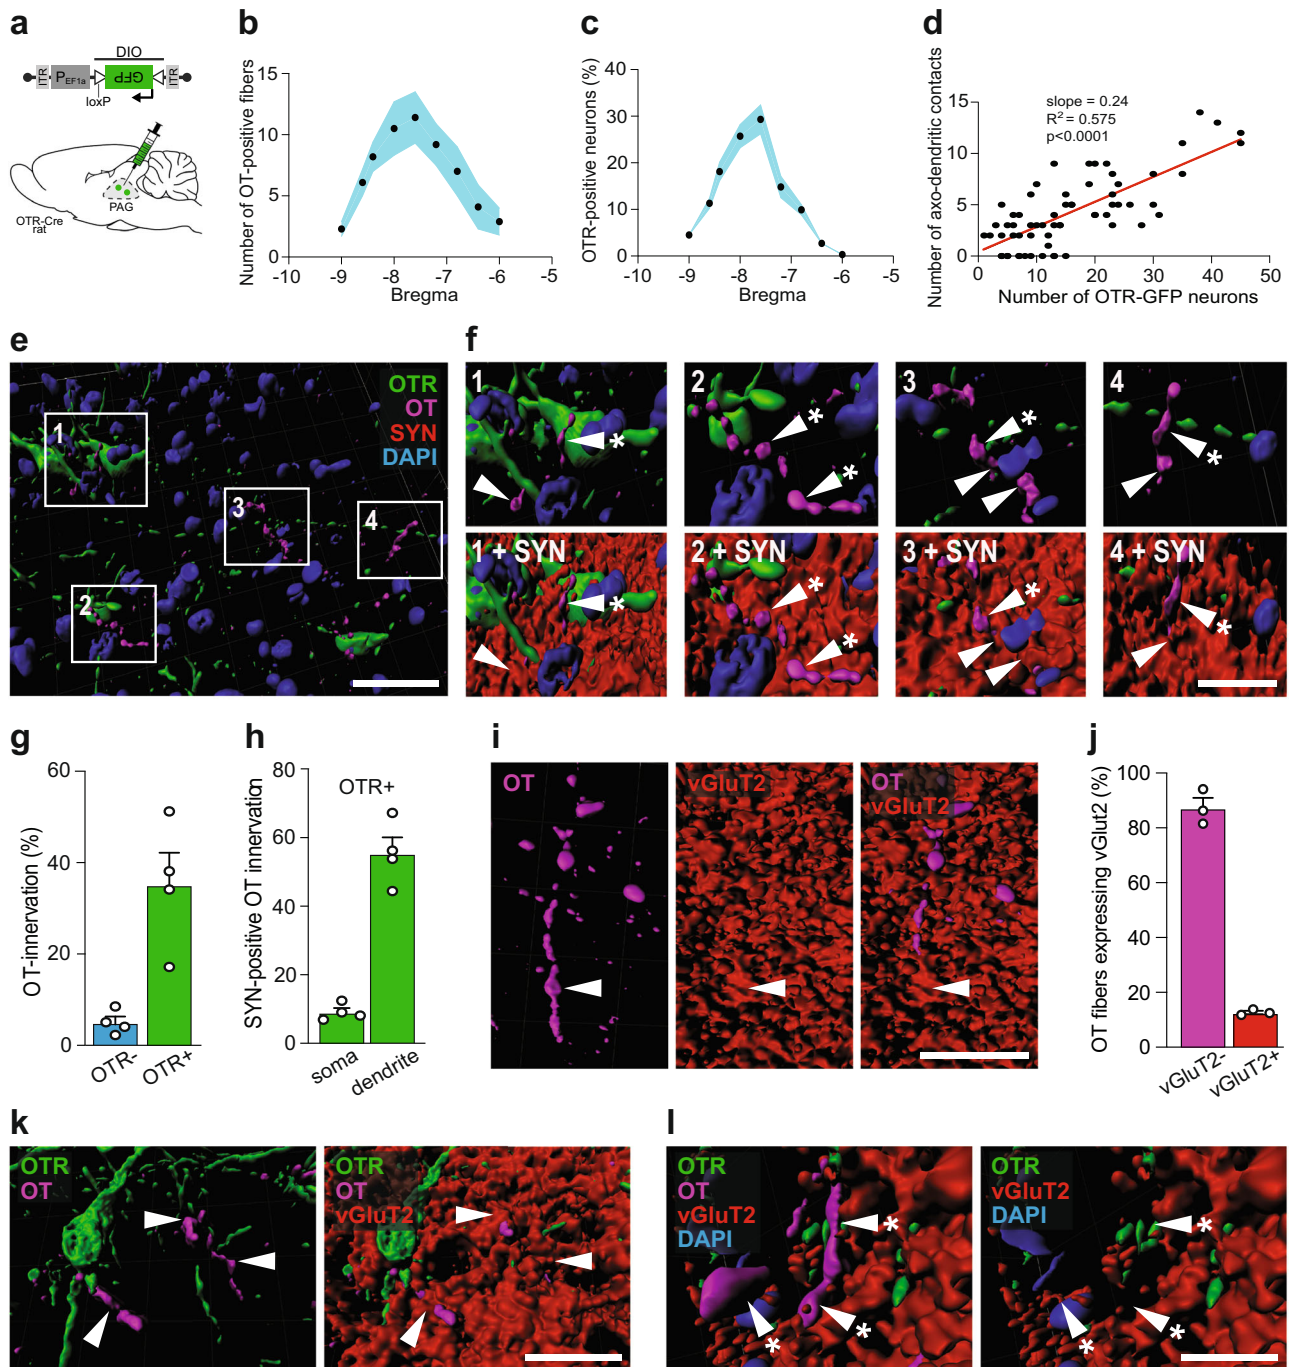 a
DIO
ITR
PEF1a
GFP
ITR
loxP
PAG
OTR-Cre
rat
b
Number of OT-positive fibers
15
10
5
0
-10
-9
-8
-7
-6
-5
Bregma
c
OTR-positive neurons (%)
40
30
20
10
0
-10
-9
-8
-7
-6
-5
Bregma
d
Number of axo-dendritic contacts
slope = 0.24
R² = 0.575
p<0.0001
15
10
5
0
0
10
20
30
40
50
Number of OTR-GFP neurons
e
OTR
OT
SYN
DAPI
1
2
3
4
f
1
*
2
*
*
3
*
4
*
1 + SYN
*
2 + SYN
*
*
3 + SYN
*
4 + SYN
*
g
OT-innervation (%)
60
40
20
0
OTR-
OTR+
h
SYN-positive OT innervation
OTR+
80
60
40
20
0
soma
dendrite
i
OT
vGluT2
OT
vGluT2
j
OT fibers expressing vGlut2 (%)
100
80
60
40
20
0
vGluT2-
vGluT2+
k
OTR
OT
OTR
OT
vGluT2
l
OTR
OT
vGluT2
DAPI
*
*
*
OTR
vGluT2
DAPI
*
*
*